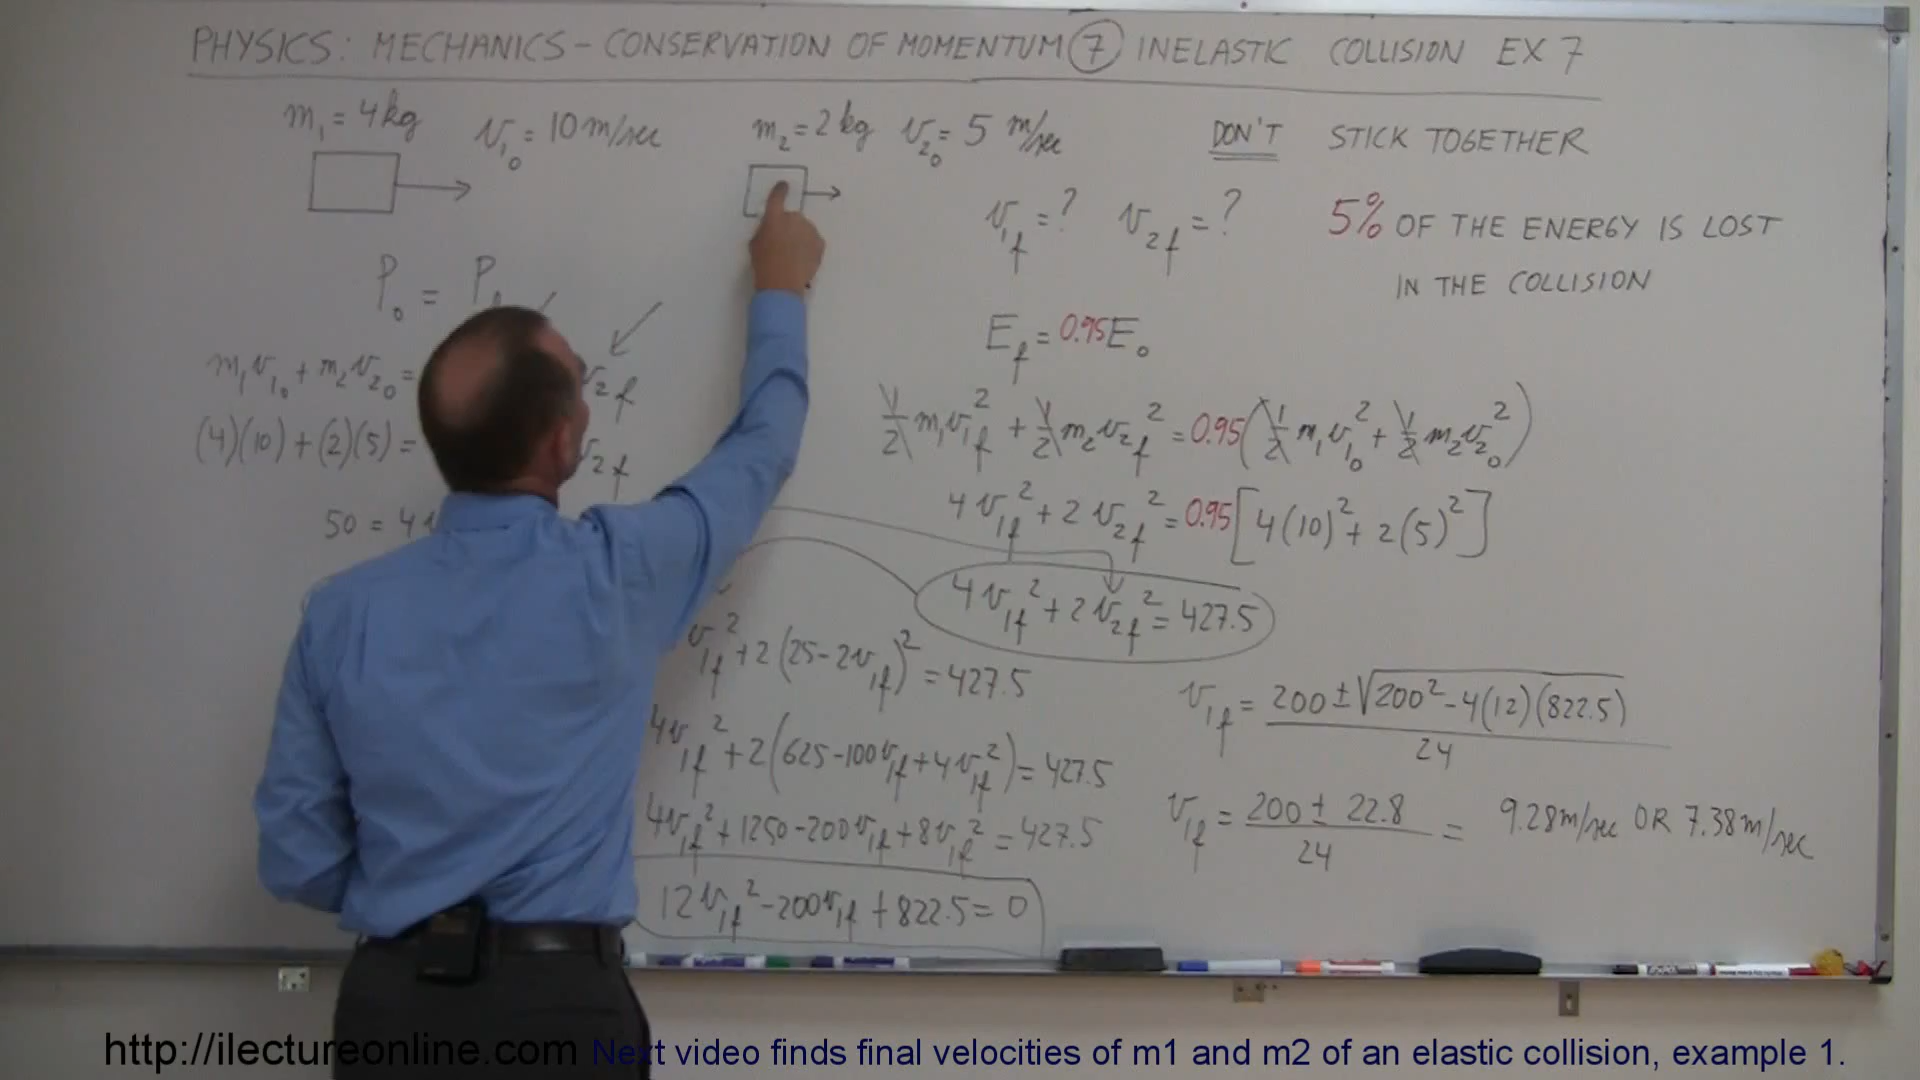 PHYSICS: MECHANICS - CONSERVATION OF MOMENTUM ⑦ INELASTIC COLLISION EX 7
m₁ = 4 kg v₁₀ = 10 m/sec m₂ = 2 kg v₂₀ = 5 m/sec
DON'T STICK TOGETHER
v₁f = ? v₂f = ?
5% OF THE ENERGY IS LOST
IN THE COLLISION
P₀ = P
m₁v₁₀ + m₂v₂₀ = v₂f
(4)(10) + (2)(5) = v₂f
50 = 4v
Ef = 0.95E₀
1/2 m₁v₁f² + 1/2 m₂v₂f² = 0.95(1/2 m₁v₁₀² + 1/2 m₂v₂₀²)
4v₁f² + 2v₂f² = 0.95[4(10)² + 2(5)²]
4v₁f² + 2v₂f² = 427.5
v₁f² + 2(25 - 2v₁f)² = 427.5
4v₁f² + 2(625 - 100v₁f + 4v₁f²) = 427.5
4v₁f² + 1250 - 200v₁f + 8v₁f² = 427.5
12v₁f² - 200v₁f + 822.5 = 0
v₁f = 200 ± √200² - 4(12)(822.5) / 24
v₁f = 200 ± 22.8 / 24 = 9.28 m/sec OR 7.38 m/sec
http://ilectureonline.com Next video finds final velocities of m1 and m2 of an elastic collision, example 1.